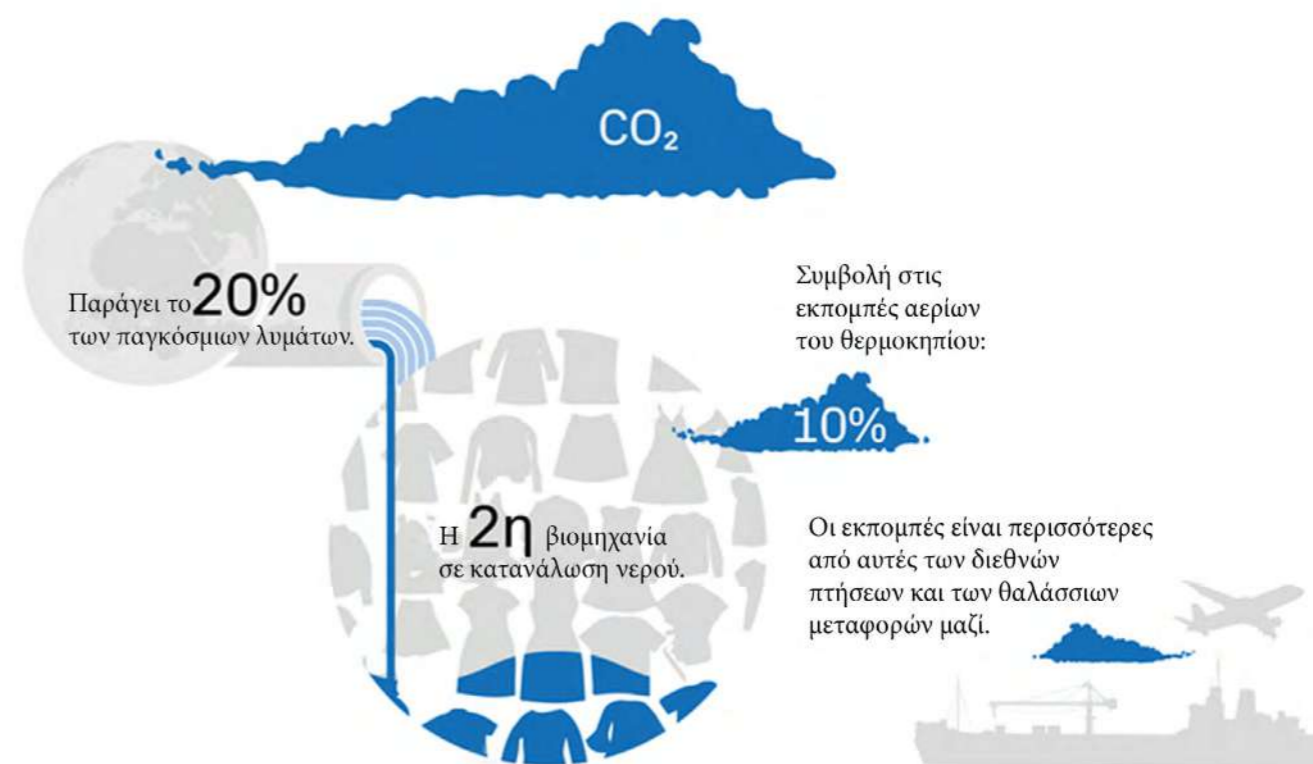 CO₂
Παράγει το 20%
των παγκόσμιων λυμάτων.
Συμβολή στις
εκπομπές αερίων
του θερμοκηπίου:
10%
Η 2η βιομηχανία
σε κατανάλωση νερού.
Οι εκπομπές είναι περισσότερες
από αυτές των διεθνών
πτήσεων και των θαλάσσιων
μεταφορών μαζί.